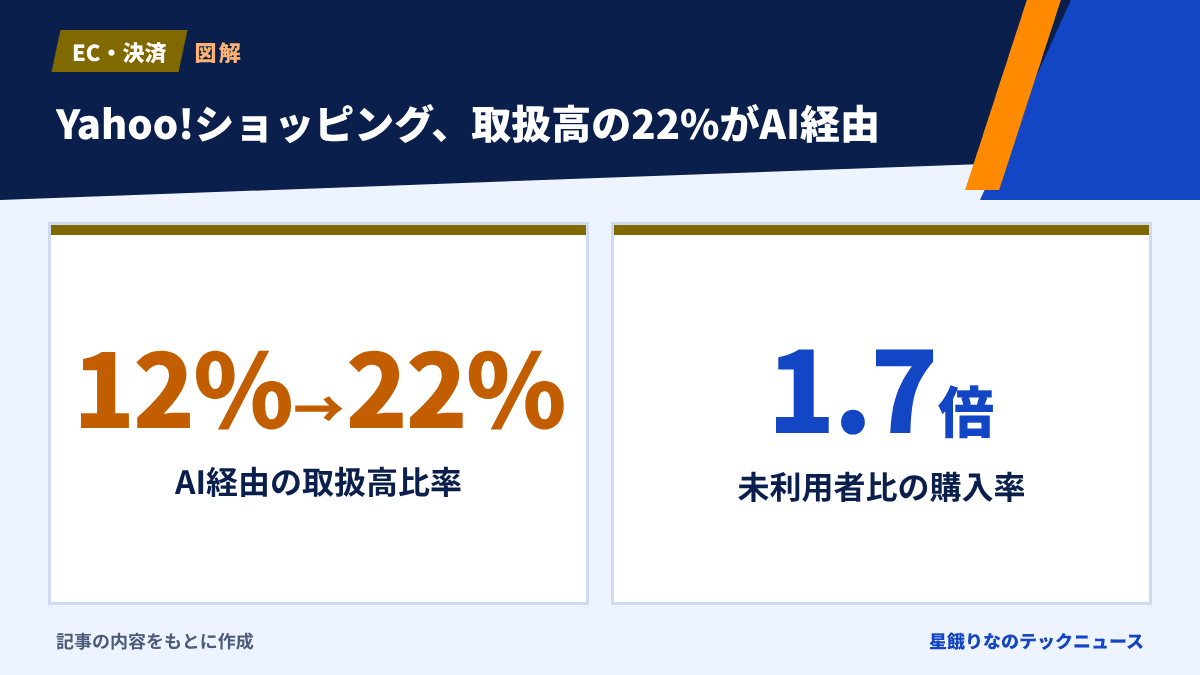 EC・決済 図解
Yahoo!ショッピング、取扱高の22%がAI経由
12%→22%
AI経由の取扱高比率
1.7倍
未利用者比の購入率
記事の内容をもとに作成
星餓りなのテックニュース